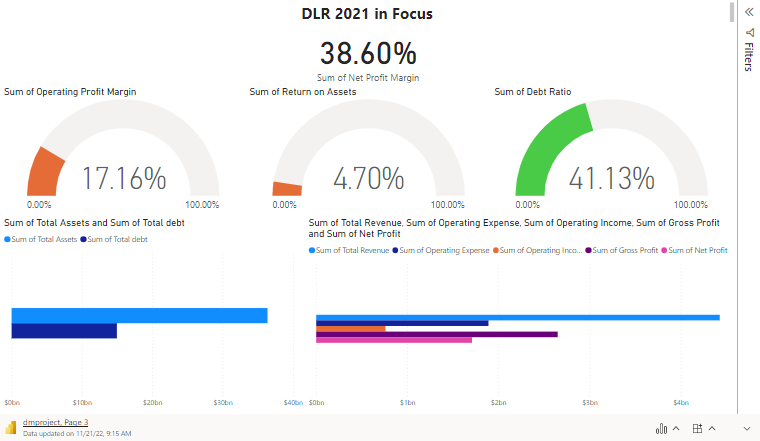 DLR 2021 in Focus
38.60%
Sum of Net Profit Margin
Sum of Operating Profit Margin
17.16%
0.00%
100.00%
Sum of Return on Assets
4.70%
0.00%
100.00%
Sum of Debt Ratio
41.13%
0.00%
100.00%
Sum of Total Assets and Sum of Total debt
Sum of Total Assets Sum of Total debt
$0bn $10bn $20bn $30bn $40bn
Sum of Total Revenue, Sum of Operating Expense, Sum of Operating Income, Sum of Gross Profit
and Sum of Net Profit
Sum of Total Revenue Sum of Operating Expense Sum of Operating Inco... Sum of Gross Profit Sum of Net Profit
$0bn $1bn $2bn $3bn $4bn
Filters
dmproject, Page 3
Data updated on 11/21/22, 9:15 AM